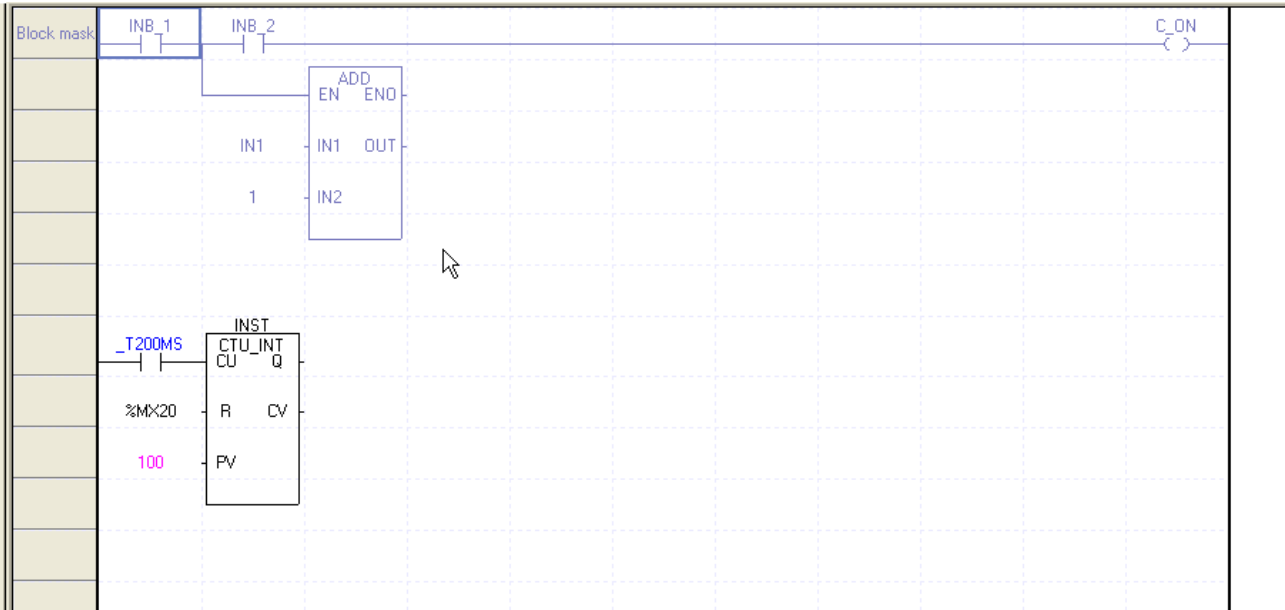 Block mask INB_1 INB_2 C_ON
ADD
EN ENO
IN1 IN1 OUT
1 IN2
INST
_T200MS CTU_INT
CU Q
%MX20 R CV
100 PV